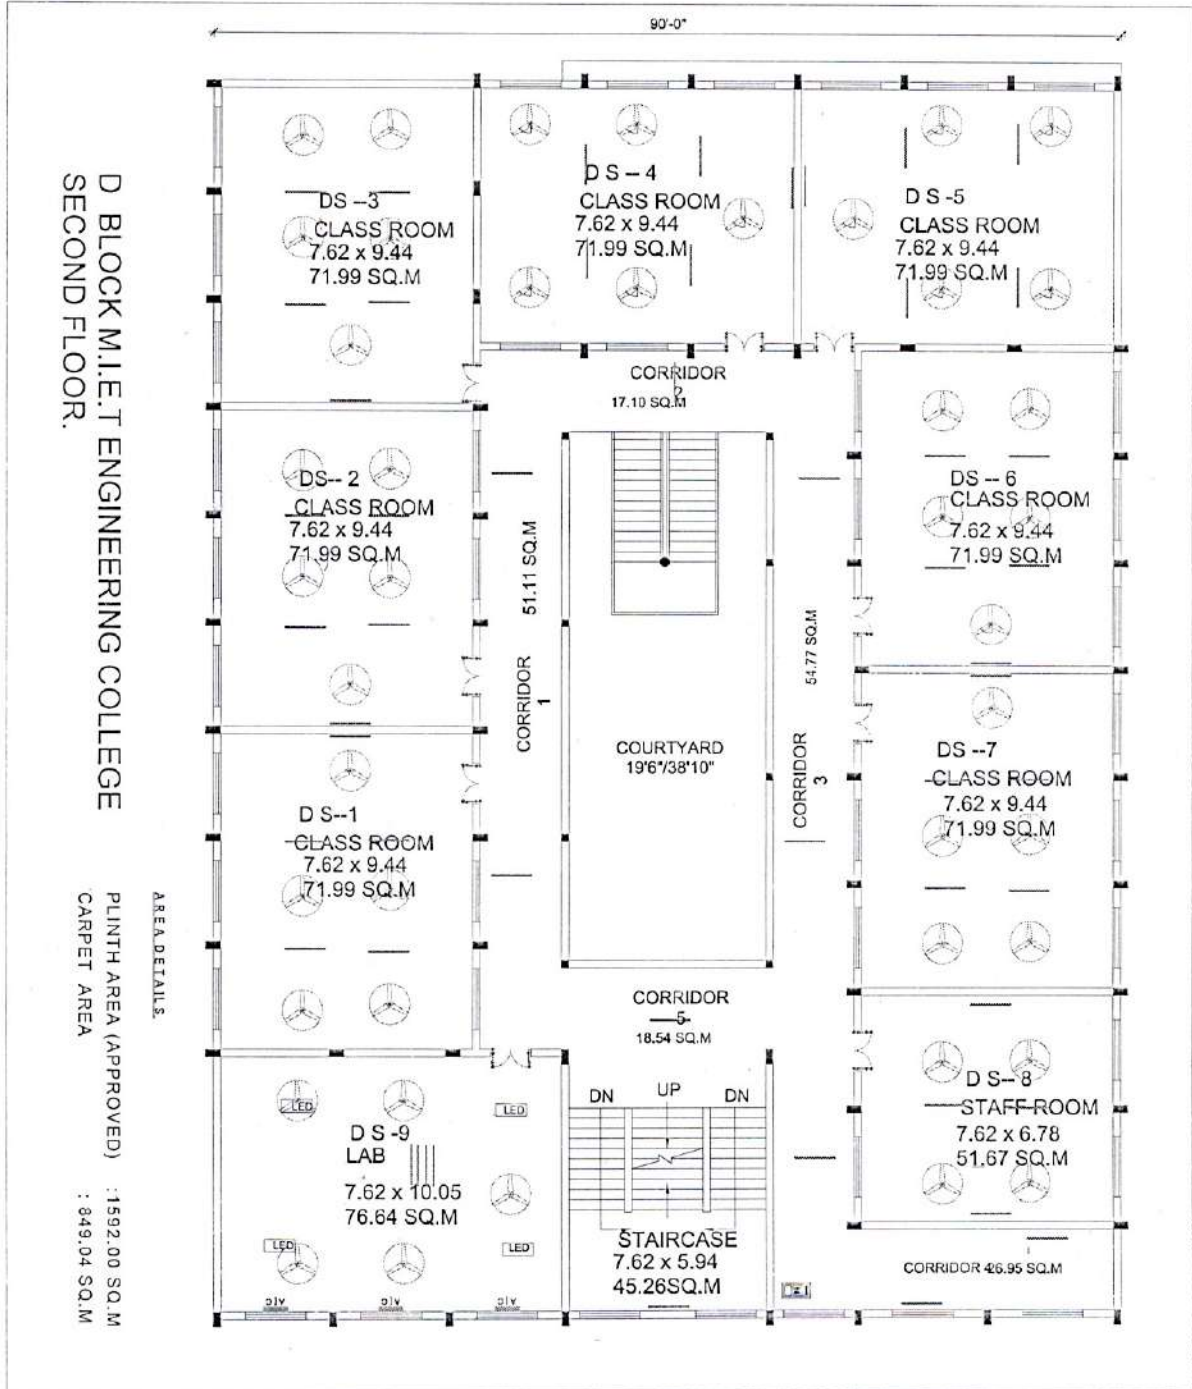 90'-0"
D BLOCK M.I.E.T ENGINEERING COLLEGE
SECOND FLOOR.
AREA DETAILS
PLINTH AREA (APPROVED) : 1592.00 SQ.M
CARPET AREA : 849.04 SQ.M
DS --3
CLASS ROOM
7.62 x 9.44
71.99 SQ.M
D S -- 4
CLASS ROOM
7.62 x 9.44
71.99 SQ.M
D S -5
CLASS ROOM
7.62 x 9.44
71.99 SQ.M
CORRIDOR
2
17.10 SQ.M
DS-- 2
CLASS ROOM
7.62 x 9.44
71.99 SQ.M
51.11 SQ.M
CORRIDOR
1
DS -- 6
CLASS ROOM
7.62 x 9.44
71.99 SQ.M
54.77 SQ.M
CORRIDOR
3
COURTYARD
19'6"/38'10"
DS --7
CLASS ROOM
7.62 x 9.44
71.99 SQ.M
D S--1
CLASS ROOM
7.62 x 9.44
71.99 SQ.M
CORRIDOR
5
18.54 SQ.M
D S-- 8
STAFF ROOM
7.62 x 6.78
51.67 SQ.M
DN UP DN
LED
LED
D S -9
LAB
7.62 x 10.05
76.64 SQ.M
LED
LED
STAIRCASE
7.62 x 5.94
45.26SQ.M
CORRIDOR 4 26.95 SQ.M
A\C
A\C
A\C